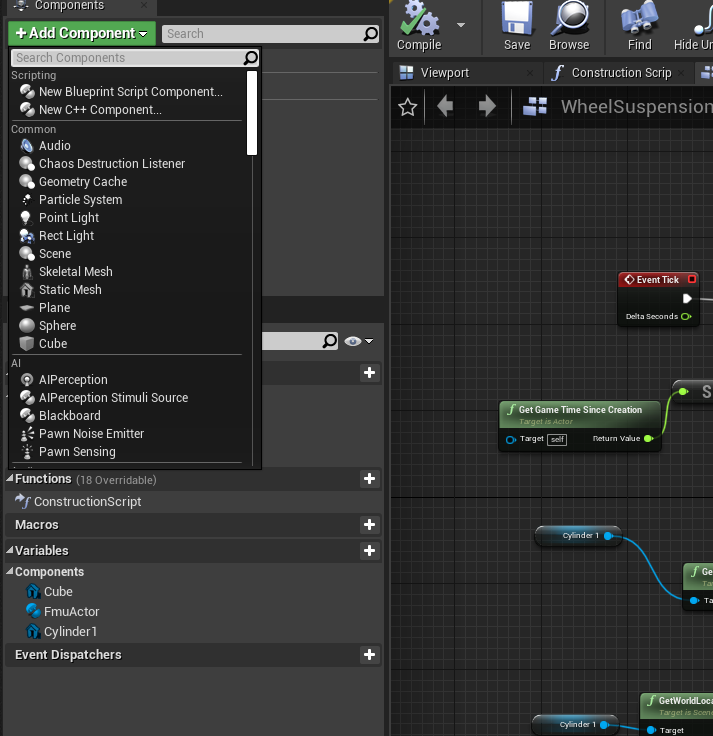 Components
+ Add Component
Search
Search Components
Scripting
New Blueprint Script Component...
New C++ Component...
Common
Audio
Chaos Destruction Listener
Geometry Cache
Particle System
Point Light
Rect Light
Scene
Skeletal Mesh
Static Mesh
Plane
Sphere
Cube
AI
AIPerception
AIPerception Stimuli Source
Blackboard
Pawn Noise Emitter
Pawn Sensing
Functions (18 Overridable)
ConstructionScript
Macros
Variables
Components
Cube
FmuActor
Cylinder1
Event Dispatchers
Compile
Save
Browse
Find
Hide Un
Viewport
Construction Scrip
WheelSuspension
Event Tick
Delta Seconds
S
f Get Game Time Since Creation
Target is Actor
Target self
Return Value
Cylinder 1
f Ge
Ta
Ta
Cylinder 1
f GetWorldLoca
Target is Scene
Target